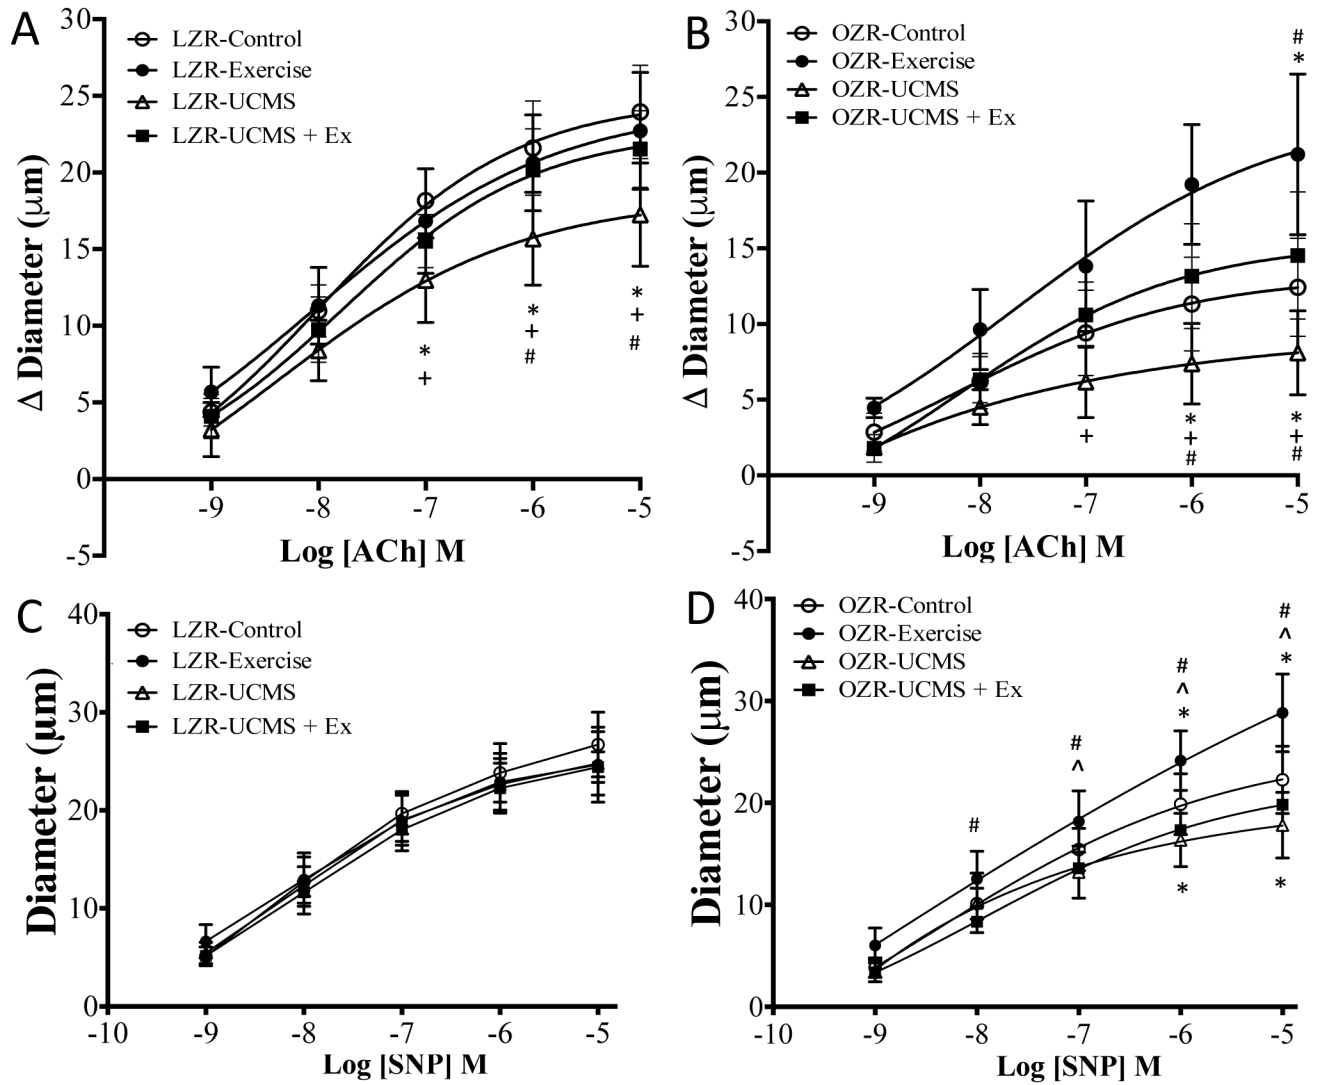 A
30
25
20
15
10
5
0
-5
Δ Diameter (μm)
LZR-Control
LZR-Exercise
LZR-UCMS
LZR-UCMS + Ex
*
+
*
+
#
*
+
#
-9
-8
-7
-6
-5
Log [ACh] M
B
30
25
20
15
10
5
0
-5
Δ Diameter (μm)
OZR-Control
OZR-Exercise
OZR-UCMS
OZR-UCMS + Ex
#
*
+
*
+
#
*
+
#
-9
-8
-7
-6
-5
Log [ACh] M
C
40
30
20
10
0
Diameter (μm)
LZR-Control
LZR-Exercise
LZR-UCMS
LZR-UCMS + Ex
-10
-9
-8
-7
-6
-5
Log [SNP] M
D
40
30
20
10
0
Diameter (μm)
OZR-Control
OZR-Exercise
OZR-UCMS
OZR-UCMS + Ex
#
#
^
#
^
*
#
^
*
*
*
-10
-9
-8
-7
-6
-5
Log [SNP] M